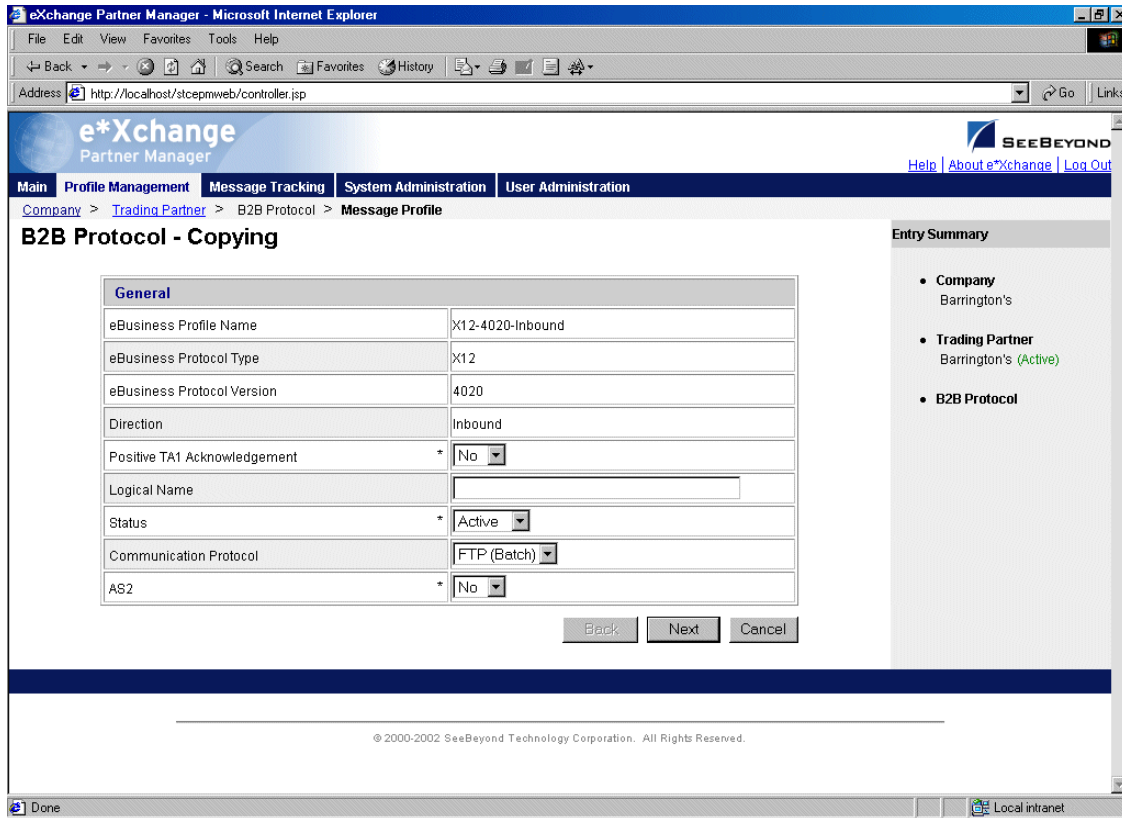 eXchange Partner Manager - Microsoft Internet Explorer
File Edit View Favorites Tools Help
Back Search Favorites History
Address http://localhost/stcepmweb/controller.jsp Go Links
e*Xchange
Partner Manager
SEEBEYOND
Help | About e*Xchange | Log Out
Main Profile Management Message Tracking System Administration User Administration
Company > Trading Partner > B2B Protocol > Message Profile
B2B Protocol - Copying
General
eBusiness Profile Name X12-4020-Inbound
eBusiness Protocol Type X12
eBusiness Protocol Version 4020
Direction Inbound
Positive TA1 Acknowledgement * No
Logical Name
Status * Active
Communication Protocol FTP (Batch)
AS2 * No
Back Next Cancel
Entry Summary
• Company
Barrington's
• Trading Partner
Barrington's (Active)
• B2B Protocol
© 2000-2002 SeeBeyond Technology Corporation. All Rights Reserved.
Done Local intranet